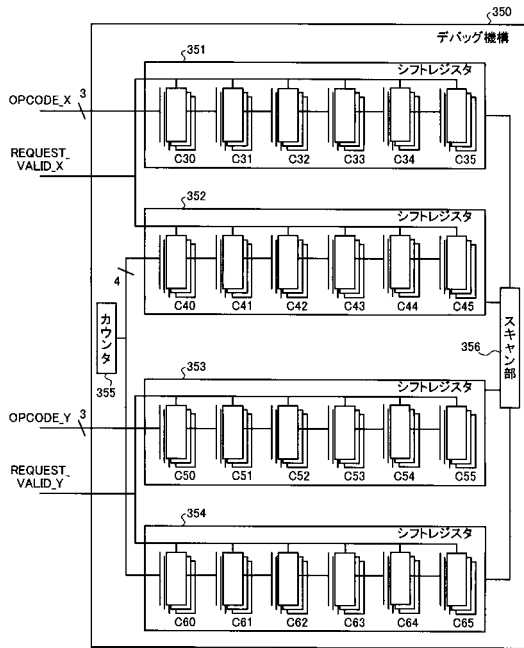 350
デバッグ機構
351
シフトレジスタ
OPCODE_X
3
C30 C31 C32 C33 C34 C35
REQUEST_
VALID_X
352
シフトレジスタ
4
C40 C41 C42 C43 C44 C45
カウンタ
355
スキャン部
356
353
シフトレジスタ
OPCODE_Y
3
C50 C51 C52 C53 C54 C55
REQUEST_
VALID_Y
354
シフトレジスタ
C60 C61 C62 C63 C64 C65